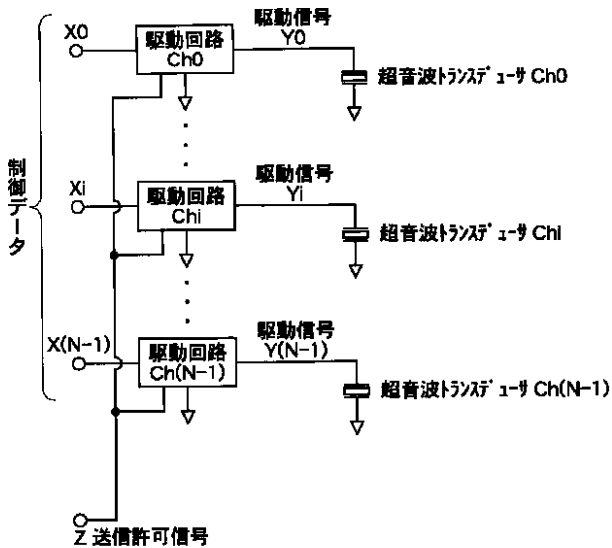 制御データ
X0
駆動回路
Ch0
駆動信号
Y0
超音波トランスデューサ Ch0
Xi
駆動回路
Chi
駆動信号
Yi
超音波トランスデューサ Chi
X(N-1)
駆動回路
Ch(N-1)
駆動信号
Y(N-1)
超音波トランスデューサ Ch(N-1)
Z 送信許可信号